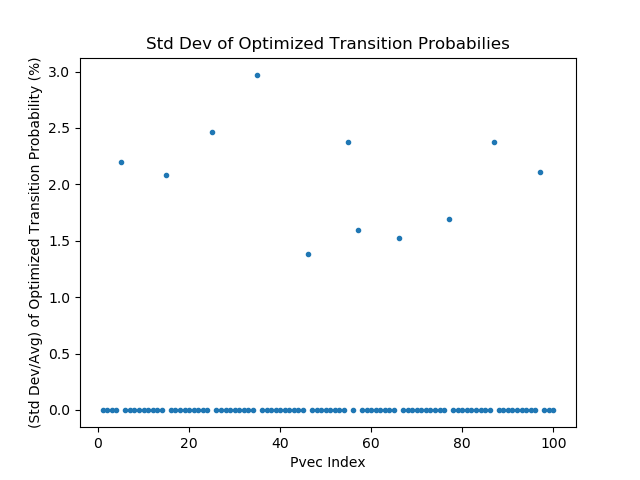 Std Dev of Optimized Transition Probabilies
(Std Dev/Avg) of Optimized Transition Probability (%)
3.0
2.5
2.0
1.5
1.0
0.5
0.0
0 20 40 60 80 100
Pvec Index